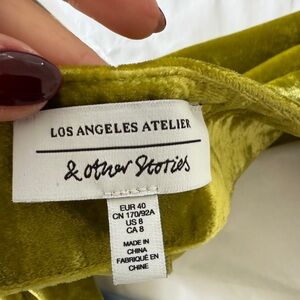 LOS ANGELES ATELIER
& other Stories
EUR 40
CN 170/92A
US 8
CA 8
MADE IN
CHINA
FABRIQUÉ EN
CHINE